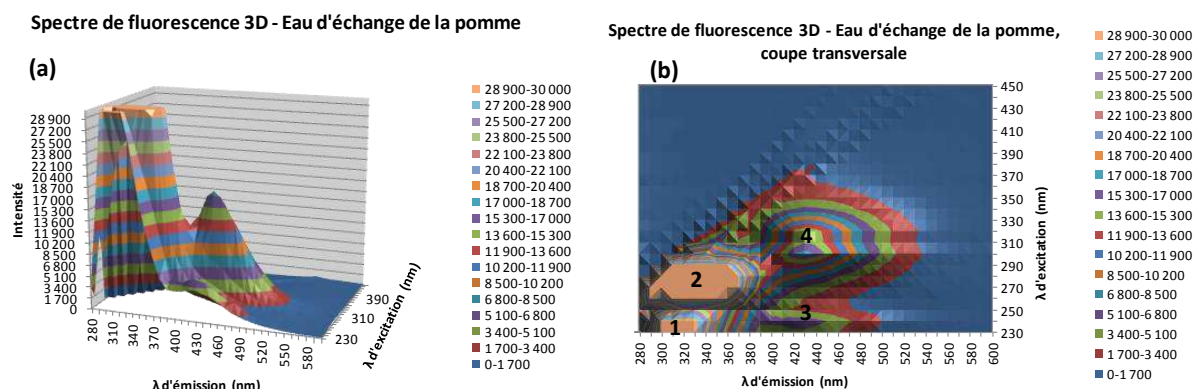 Spectre de fluorescence 3D - Eau d'échange de la pomme
(a)
Intensité
28 900
27 200
25 500
23 800
22 100
20 400
18 700
17 000
15 300
13 600
11 900
10 200
8 500
6 800
5 100
3 400
1 700
0
280
310
340
370
400
430
460
490
520
550
580
λ d'émission (nm)
230
310
390
λ d'excitation (nm)
28 900-30 000
27 200-28 900
25 500-27 200
23 800-25 500
22 100-23 800
20 400-22 100
18 700-20 400
17 000-18 700
15 300-17 000
13 600-15 300
11 900-13 600
10 200-11 900
8 500-10 200
6 800-8 500
5 100-6 800
3 400-5 100
1 700-3 400
0-1 700
Spectre de fluorescence 3D - Eau d'échange de la pomme,
coupe transversale
(b)
1
2
3
4
450
430
410
390
370
350
330
310
290
270
250
230
λ d'excitation (nm)
280
300
320
340
360
380
400
420
440
460
480
500
520
540
560
580
600
λ d'émission (nm)
28 900-30 000
27 200-28 900
25 500-27 200
23 800-25 500
22 100-23 800
20 400-22 100
18 700-20 400
17 000-18 700
15 300-17 000
13 600-15 300
11 900-13 600
10 200-11 900
8 500-10 200
6 800-8 500
5 100-6 800
3 400-5 100
1 700-3 400
0-1 700